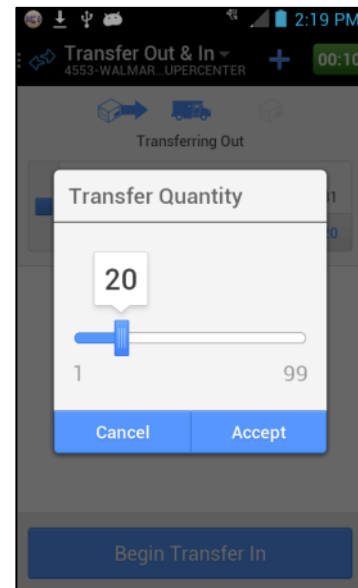 2:19 PM
Transfer Out & In
4553-WALMAR...UPERCENTER
00:10
Transferring Out
Transfer Quantity
20
1
99
Cancel
Accept
Begin Transfer In